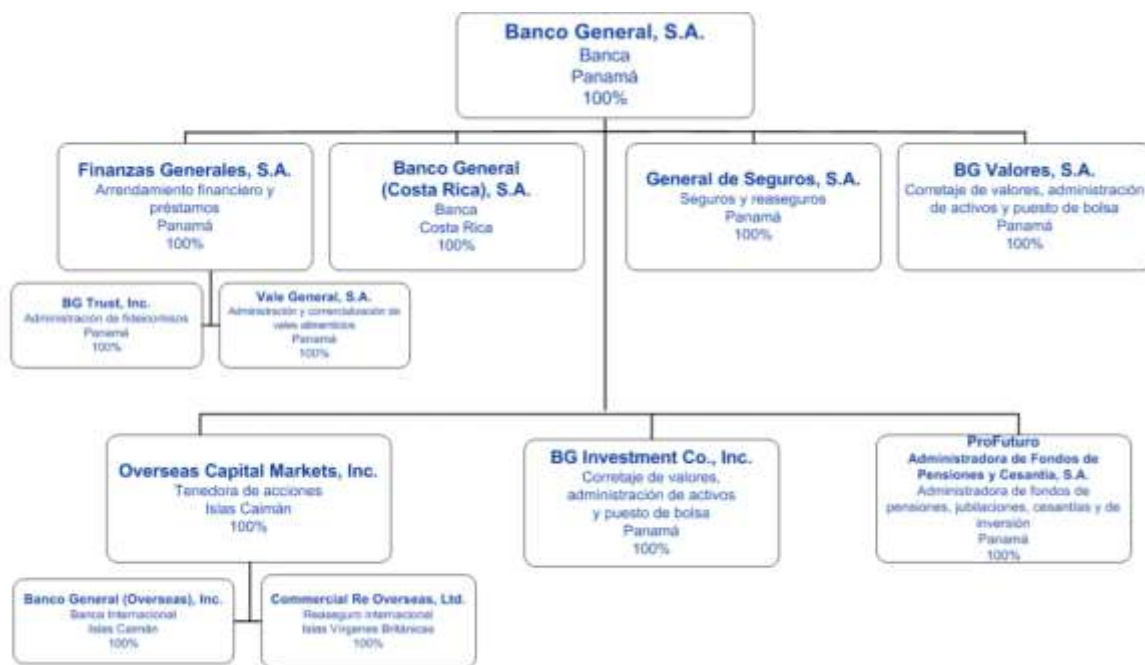 Banco General, S.A.
Banca
Panamá
100%
Finanzas Generales, S.A.
Arrendamiento financiero y
préstamos
Panamá
100%
Banco General
(Costa Rica), S.A.
Banca
Costa Rica
100%
General de Seguros, S.A.
Seguros y reaseguros
Panamá
100%
BG Valores, S.A.
Corretaje de valores, administración
de activos y puesto de bolsa
Panamá
100%
BG Trust, Inc.
Administración de fideicomisos
Panamá
100%
Vale General, S.A.
Administración y comercialización de
vales alimenticios
Panamá
100%
Overseas Capital Markets, Inc.
Tenedora de acciones
Islas Caimán
100%
BG Investment Co., Inc.
Corretaje de valores,
administración de activos
y puesto de bolsa
Panamá
100%
ProFuturo
Administradora de Fondos de
Pensiones y Cesantía, S.A.
Administradora de fondos de
pensiones, jubilaciones, cesantías y de
inversión
Panamá
100%
Banco General (Overseas), Inc.
Banca Internacional
Islas Caimán
100%
Commercial Re Overseas, Ltd.
Reaseguro internacional
Islas Vírgenes Británicas
100%